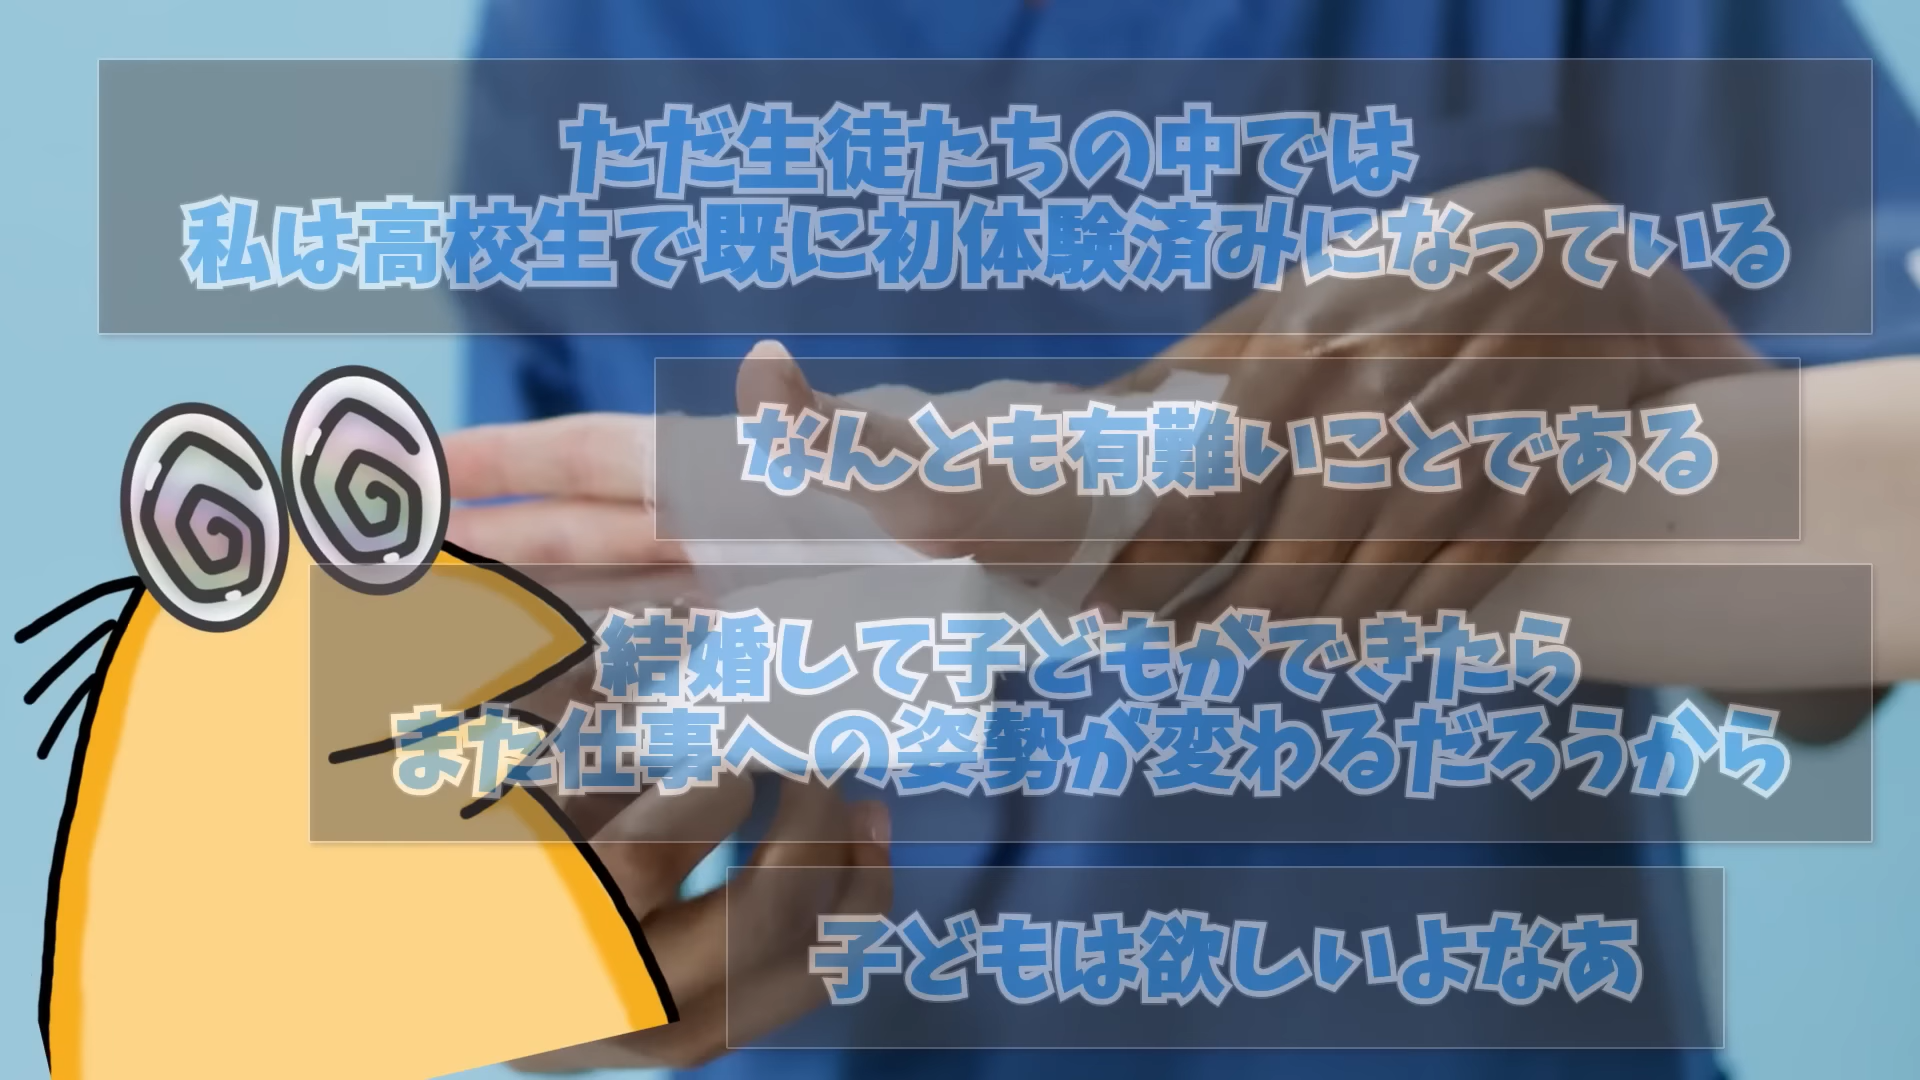 ただ生徒たちの中では
私は高校生で既に初体験済みになっている
なんとも有難いことである
結婚して子どもができたら
また仕事への姿勢が変わるだろうから
子どもは欲しいよなあ